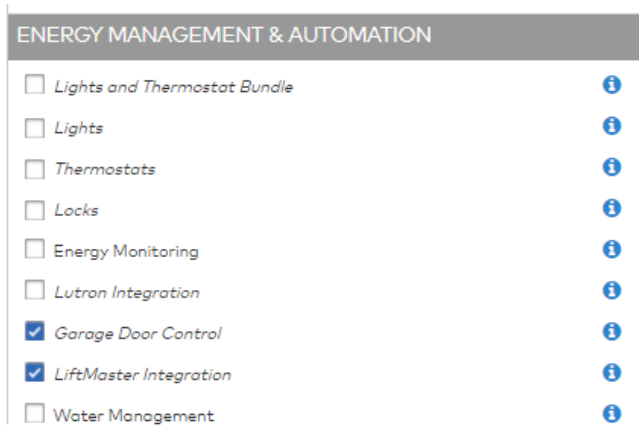 ENERGY MANAGEMENT & AUTOMATION
Lights and Thermostat Bundle
Lights
Thermostats
Locks
Energy Monitoring
Lutron Integration
Garage Door Control
LiftMaster Integration
Water Management